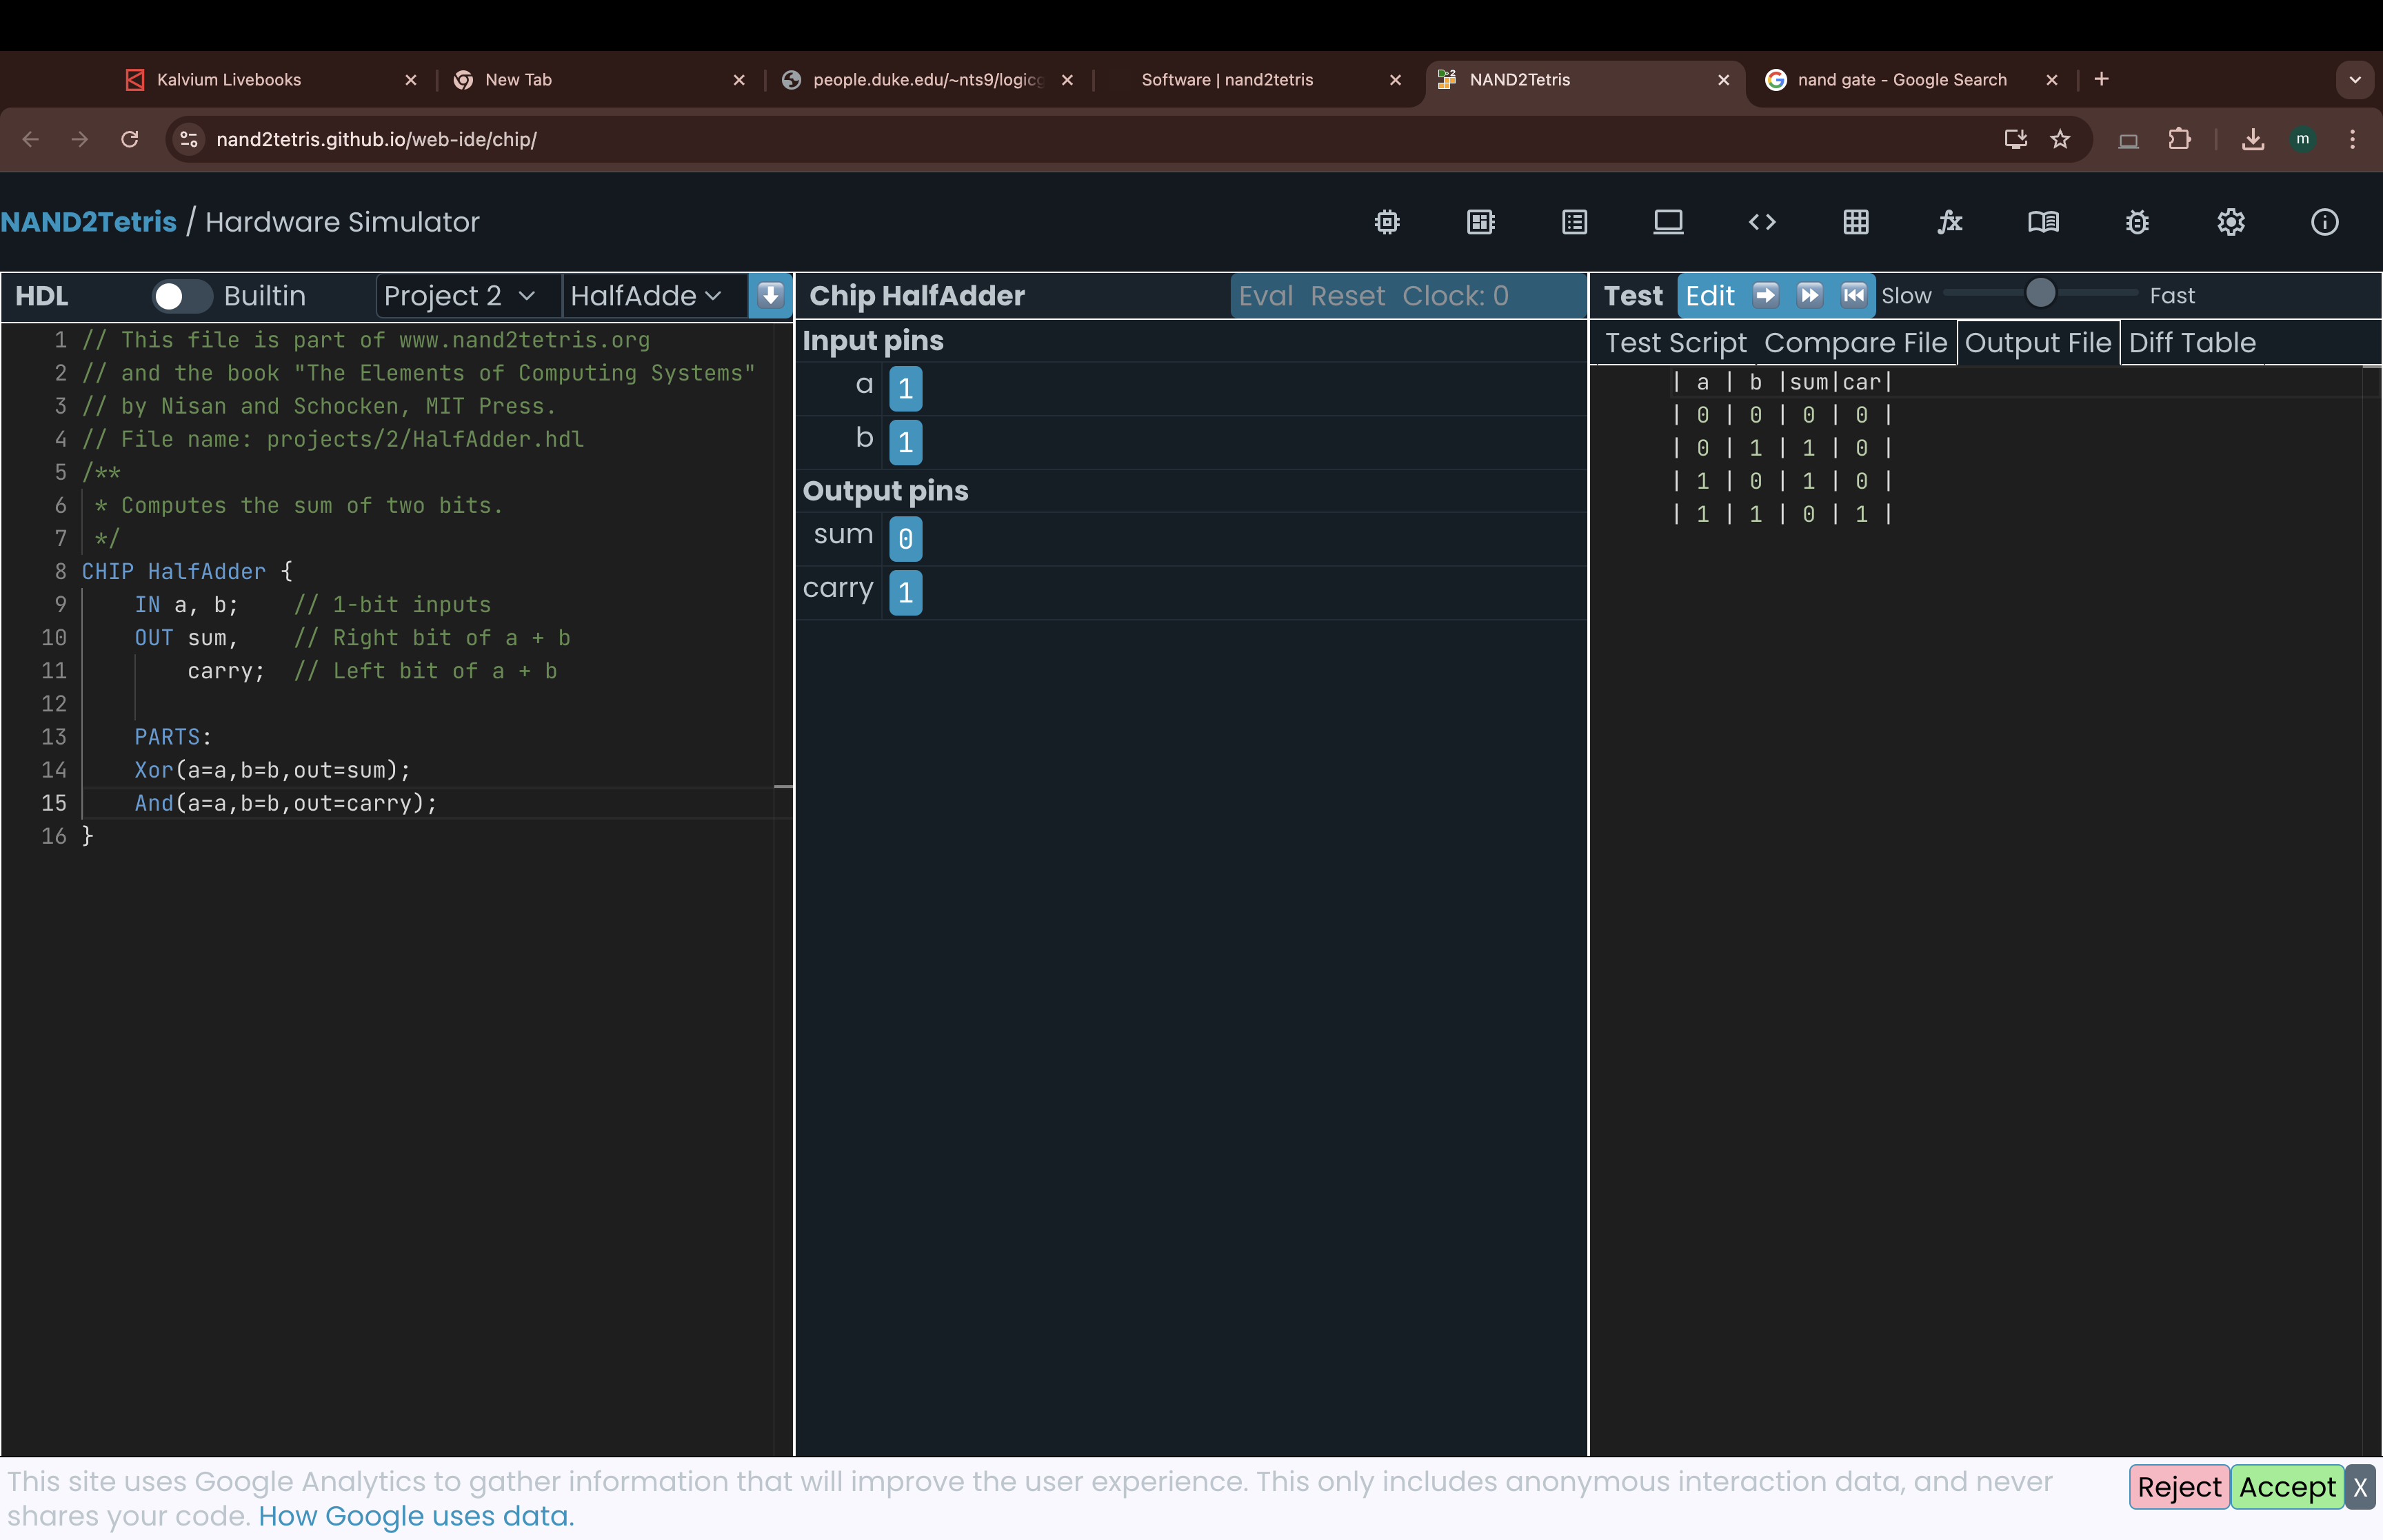 Kalvium Livebooks
New Tab
people.duke.edu/~nts9/logicg
Software | nand2tetris
NAND2Tetris
nand gate - Google Search
nand2tetris.github.io/web-ide/chip/
m
NAND2Tetris / Hardware Simulator
HDL Builtin Project 2 HalfAdde
1 // This file is part of www.nand2tetris.org
2 // and the book "The Elements of Computing Systems"
3 // by Nisan and Schocken, MIT Press.
4 // File name: projects/2/HalfAdder.hdl
5 /**
6 * Computes the sum of two bits.
7 */
8 CHIP HalfAdder {
9 IN a, b; // 1-bit inputs
10 OUT sum, // Right bit of a + b
11 carry; // Left bit of a + b
12
13 PARTS:
14 Xor(a=a,b=b,out=sum);
15 And(a=a,b=b,out=carry);
16 }
Chip HalfAdder Eval Reset Clock: 0
Input pins
a 1
b 1
Output pins
sum 0
carry 1
Test Edit Slow Fast
Test Script Compare File Output File Diff Table
| a | b |sum|car|
| 0 | 0 | 0 | 0 |
| 0 | 1 | 1 | 0 |
| 1 | 0 | 1 | 0 |
| 1 | 1 | 0 | 1 |
This site uses Google Analytics to gather information that will improve the user experience. This only includes anonymous interaction data, and never
shares your code. How Google uses data.
Reject Accept X